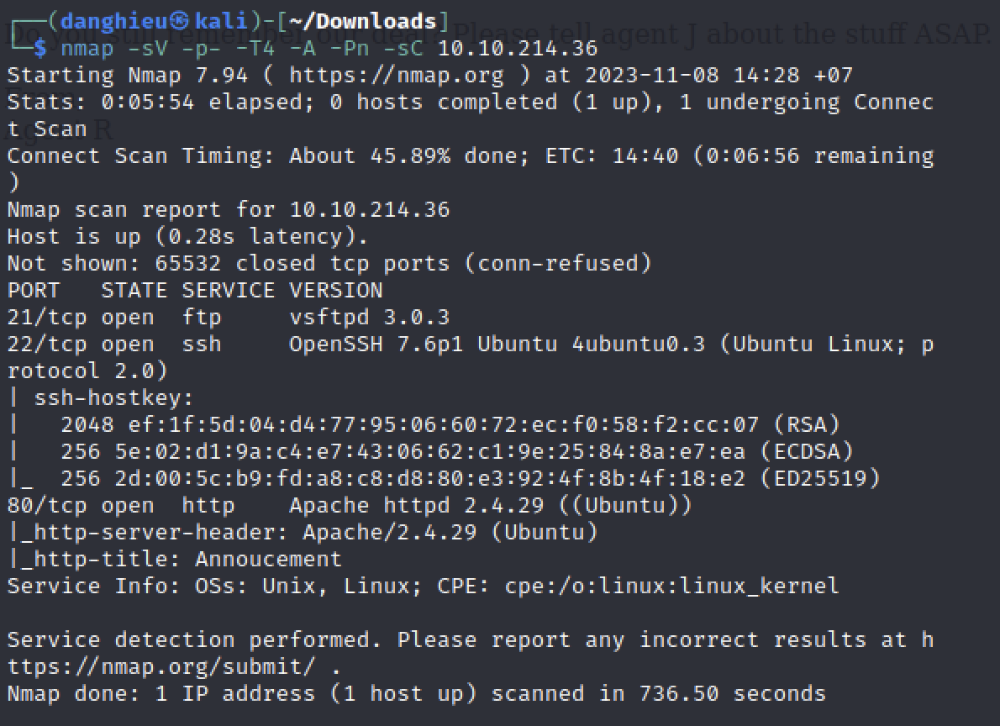 ┌──(danghieu㉿kali)-[~/Downloads]
Do you still remember our deal? Please tell agent J about the stuff ASAP.
└─$ nmap -sV -p- -T4 -A -Pn -sC 10.10.214.36
Starting Nmap 7.94 ( https://nmap.org ) at 2023-11-08 14:28 +07
From
Stats: 0:05:54 elapsed; 0 hosts completed (1 up), 1 undergoing Connec
t Scan
Agent R
Connect Scan Timing: About 45.89% done; ETC: 14:40 (0:06:56 remaining
)
Nmap scan report for 10.10.214.36
Host is up (0.28s latency).
Not shown: 65532 closed tcp ports (conn-refused)
PORT   STATE SERVICE VERSION
21/tcp open  ftp     vsftpd 3.0.3
22/tcp open  ssh     OpenSSH 7.6p1 Ubuntu 4ubuntu0.3 (Ubuntu Linux; p
rotocol 2.0)
| ssh-hostkey:
|   2048 ef:1f:5d:04:d4:77:95:06:60:72:ec:f0:58:f2:cc:07 (RSA)
|   256 5e:02:d1:9a:c4:e7:43:06:62:c1:9e:25:84:8a:e7:ea (ECDSA)
|_  256 2d:00:5c:b9:fd:a8:c8:d8:80:e3:92:4f:8b:4f:18:e2 (ED25519)
80/tcp open  http    Apache httpd 2.4.29 ((Ubuntu))
|_http-server-header: Apache/2.4.29 (Ubuntu)
|_http-title: Annoucement
Service Info: OSs: Unix, Linux; CPE: cpe:/o:linux:linux_kernel
Service detection performed. Please report any incorrect results at h
ttps://nmap.org/submit/ .
Nmap done: 1 IP address (1 host up) scanned in 736.50 seconds